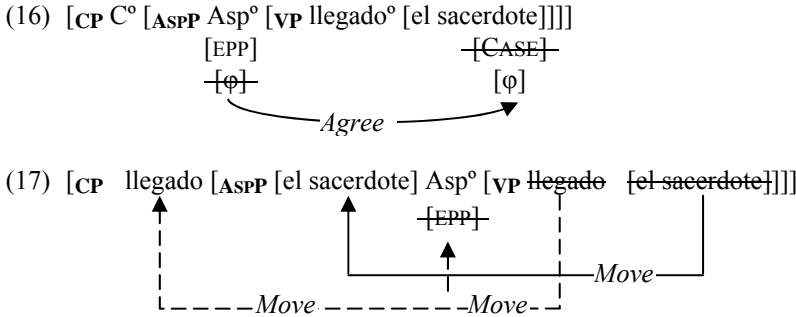 (16) [CP Cº [ASPP Aspº [VP llegadoº [el sacerdote]]]]
[EPP] [CASE]
[φ] [φ]
Agree
(17) [CP llegado [ASPP [el sacerdote] Aspº [VP llegado [el sacerdote]]]]
[EPP]
Move
Move Move